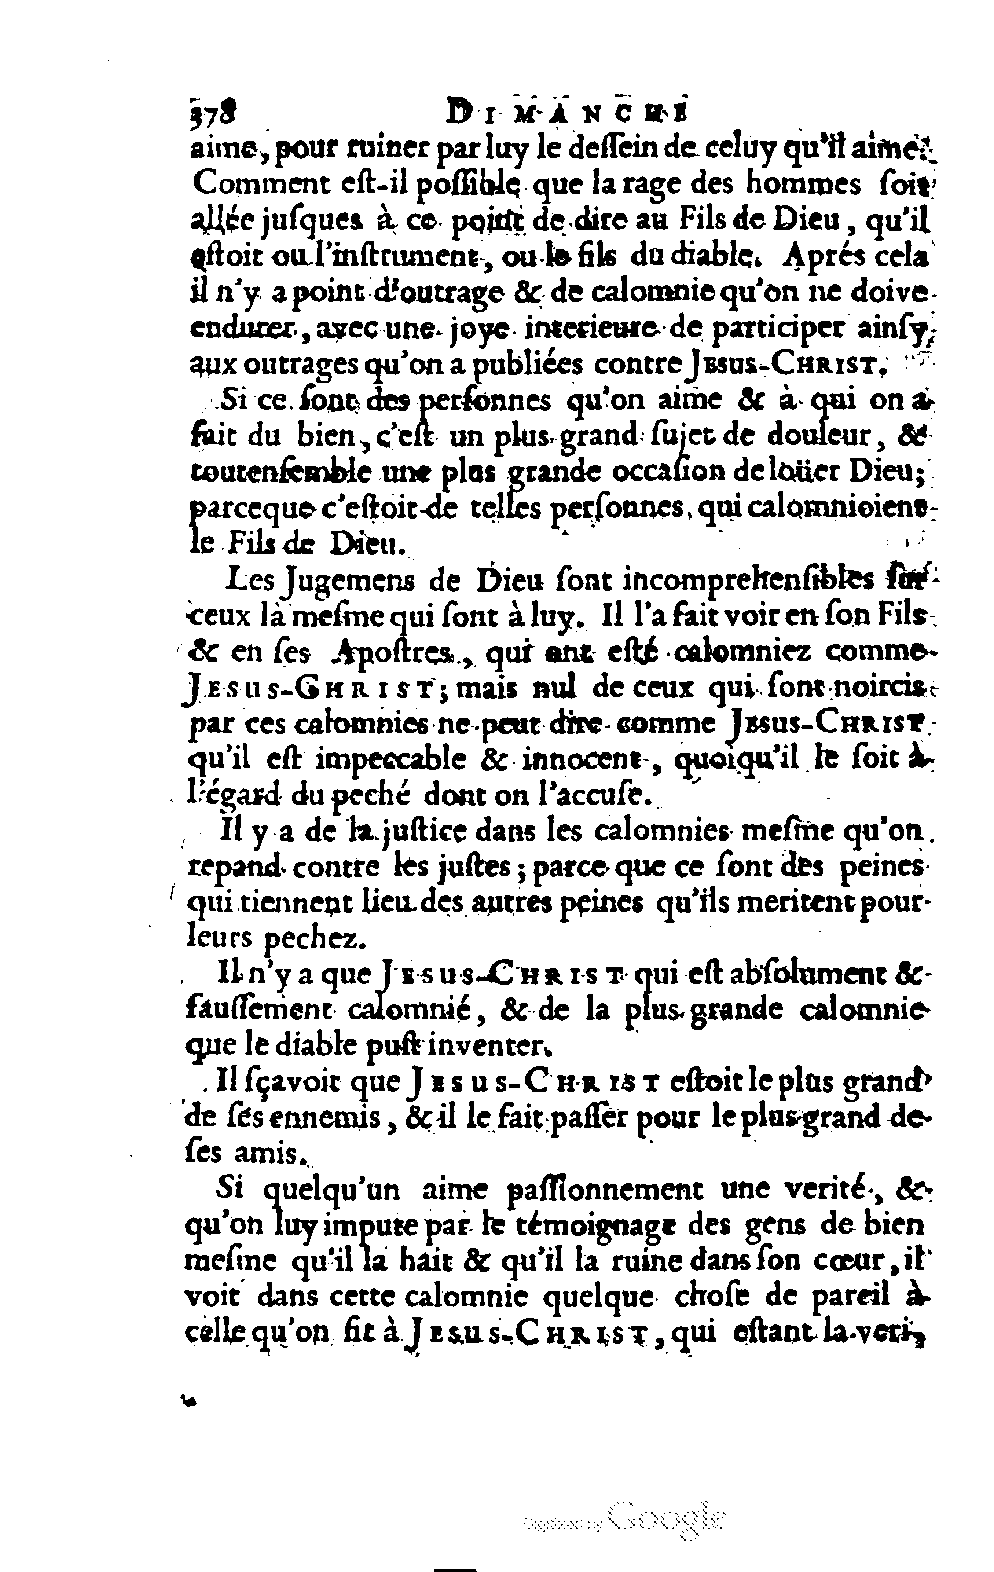 378 DIMANCHE
aime, pour ruiner par luy le deſſein de celuy qu'il aime.
Comment eſt-il poſſible que la rage des hommes ſoit
allée juſques à ce point de dire au Fils de Dieu, qu'il
eſtoit ou l'inſtrument, ou le fils du diable. Aprés cela
il n'y a point d'outrage & de calomnie qu'on ne doive
endurer, avec une joye interieure de participer ainſy
aux outrages qu'on a publiées contre JESUS-CHRIST.
Si ce ſont des perſonnes qu'on aime & à qui on a
fait du bien, c'eſt un plus grand ſujet de douleur, &
toutenſemble une plus grande occaſion de loüer Dieu;
parceque c'eſtoit de telles perſonnes, qui calomnioient
le Fils de Dieu.
Les Jugemens de Dieu ſont incomprehenſibles ſur
ceux là meſme qui ſont à luy. Il l'a fait voir en ſon Fils
& en ſes Apoſtres, qui ont eſté calomniez comme
JESUS-CHRIST; mais nul de ceux qui ſont noircis
par ces calomnies ne peut dire comme JESUS-CHRIST
qu'il eſt impeccable & innocent, quoiqu'il le ſoit à
l'égard du peché dont on l'accuſe.
Il y a de la juſtice dans les calomnies meſme qu'on
repand contre les juſtes; parce que ce ſont des peines
qui tiennent lieu des autres peines qu'ils meritent pour
leurs pechez.
Il n'y a que JESUS-CHRIST qui eſt abſolument &
fauſſement calomnié, & de la plus grande calomnie
que le diable puſt inventer.
Il ſçavoit que JESUS-CHRIST eſtoit le plus grand
de ſes ennemis, & il le fait paſſer pour le plus grand de
ſes amis.
Si quelqu'un aime paſſionnement une verité, &
qu'on luy impute par le témoignage des gens de bien
meſme qu'il la hait & qu'il la ruine dans ſon cœur, il
voit dans cette calomnie quelque choſe de pareil à
celle qu'on fit à JESUS-CHRIST, qui eſtant la veri-
Digitized by Google